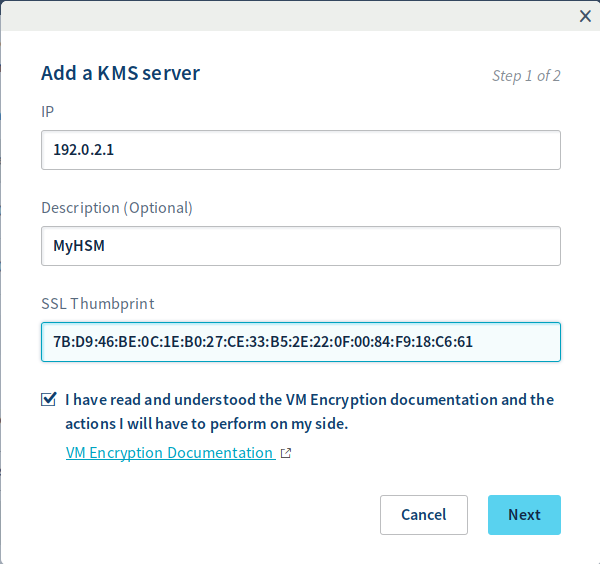 Add a KMS server
Step 1 of 2
IP
192.0.2.1
Description (Optional)
MyHSM
SSL Thumbprint
7B:D9:46:BE:0C:1E:B0:27:CE:33:B5:2E:22:0F:00:84:F9:18:C6:61
I have read and understood the VM Encryption documentation and the
actions I will have to perform on my side.
VM Encryption Documentation
Cancel
Next